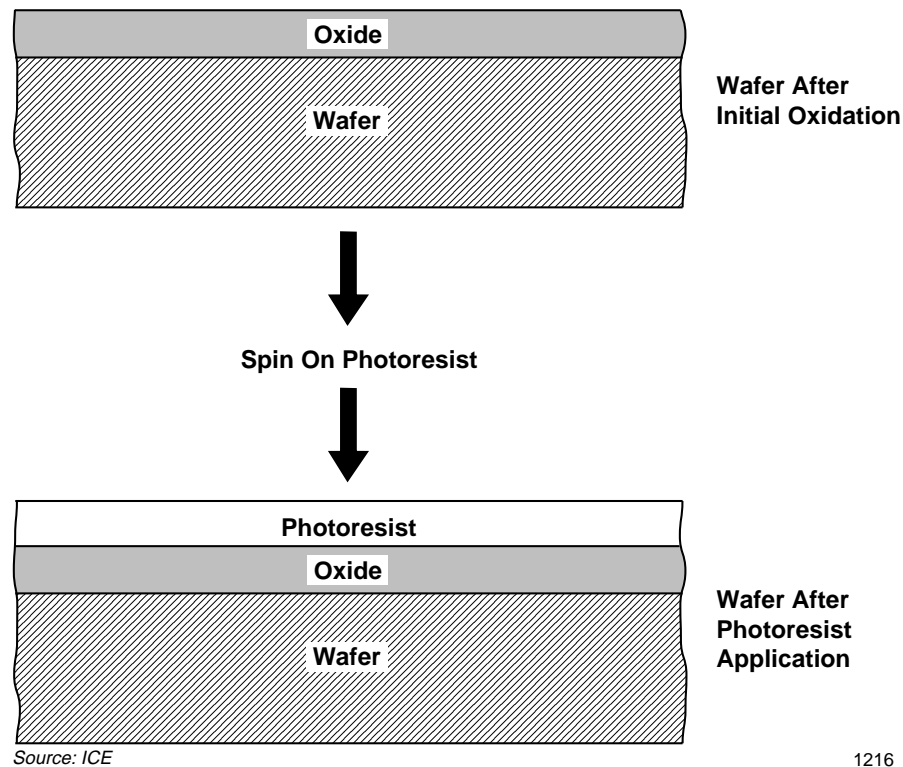 Oxide
Wafer
Wafer After
Initial Oxidation
Spin On Photoresist
Photoresist
Oxide
Wafer
Wafer After
Photoresist
Application
Source: ICE
1216